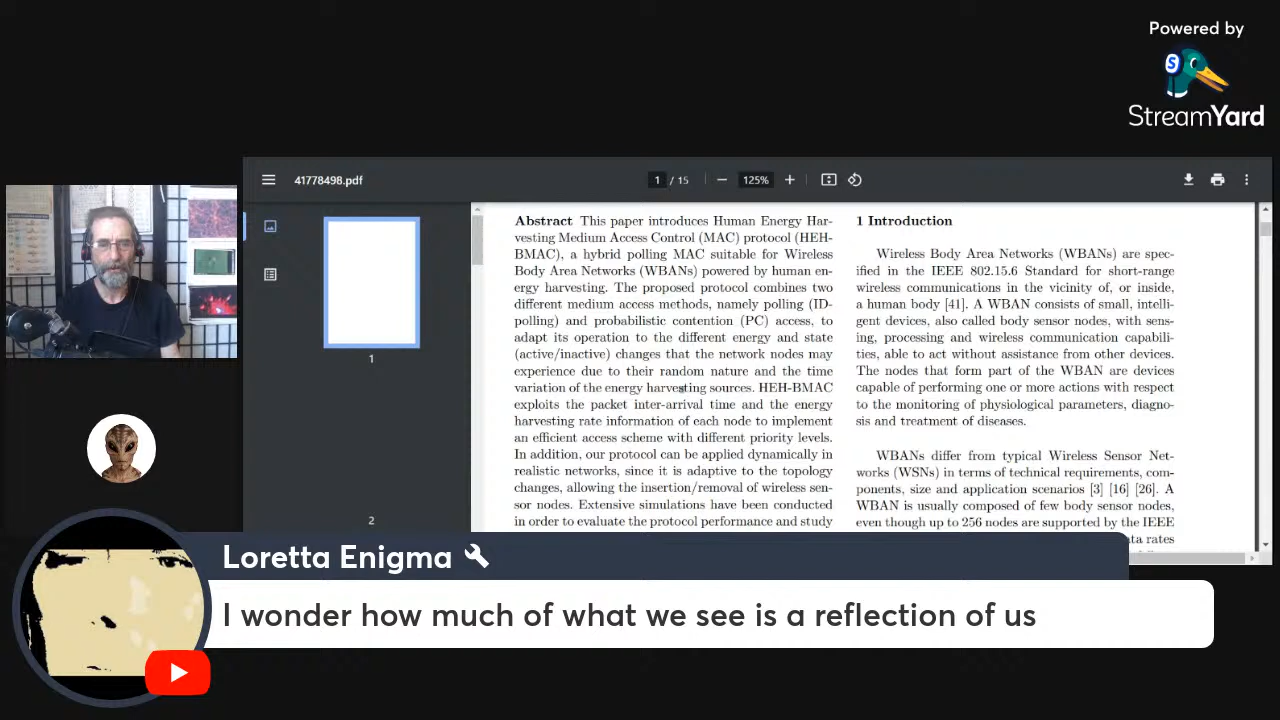 Powered by
StreamYard
41778498.pdf
1 / 15
125%
1
2
Abstract This paper introduces Human Energy Har-
vesting Medium Access Control (MAC) protocol (HEH-
BMAC), a hybrid polling MAC suitable for Wireless
Body Area Networks (WBANs) powered by human en-
ergy harvesting. The proposed protocol combines two
different medium access methods, namely polling (ID-
polling) and probabilistic contention (PC) access, to
adapt its operation to the different energy and state
(active/inactive) changes that the network nodes may
experience due to their random nature and the time
variation of the energy harvesting sources. HEH-BMAC
exploits the packet inter-arrival time and the energy
harvesting rate information of each node to implement
an efficient access scheme with different priority levels.
In addition, our protocol can be applied dynamically in
realistic networks, since it is adaptive to the topology
changes, allowing the insertion/removal of wireless sen-
sor nodes. Extensive simulations have been conducted
in order to evaluate the protocol performance and study
1 Introduction
Wireless Body Area Networks (WBANs) are spec-
ified in the IEEE 802.15.6 Standard for short-range
wireless communications in the vicinity of, or inside,
a human body [41]. A WBAN consists of small, intelli-
gent devices, also called body sensor nodes, with sens-
ing, processing and wireless communication capabili-
ties, able to act without assistance from other devices.
The nodes that form part of the WBAN are devices
capable of performing one or more actions with respect
to the monitoring of physiological parameters, diagno-
sis and treatment of diseases.
WBANs differ from typical Wireless Sensor Net-
works (WSNs) in terms of technical requirements, com-
ponents, size and application scenarios [3] [16] [26]. A
WBAN is usually composed of few body sensor nodes,
even though up to 256 nodes are supported by the IEEE
rates
Loretta Enigma
I wonder how much of what we see is a reflection of us